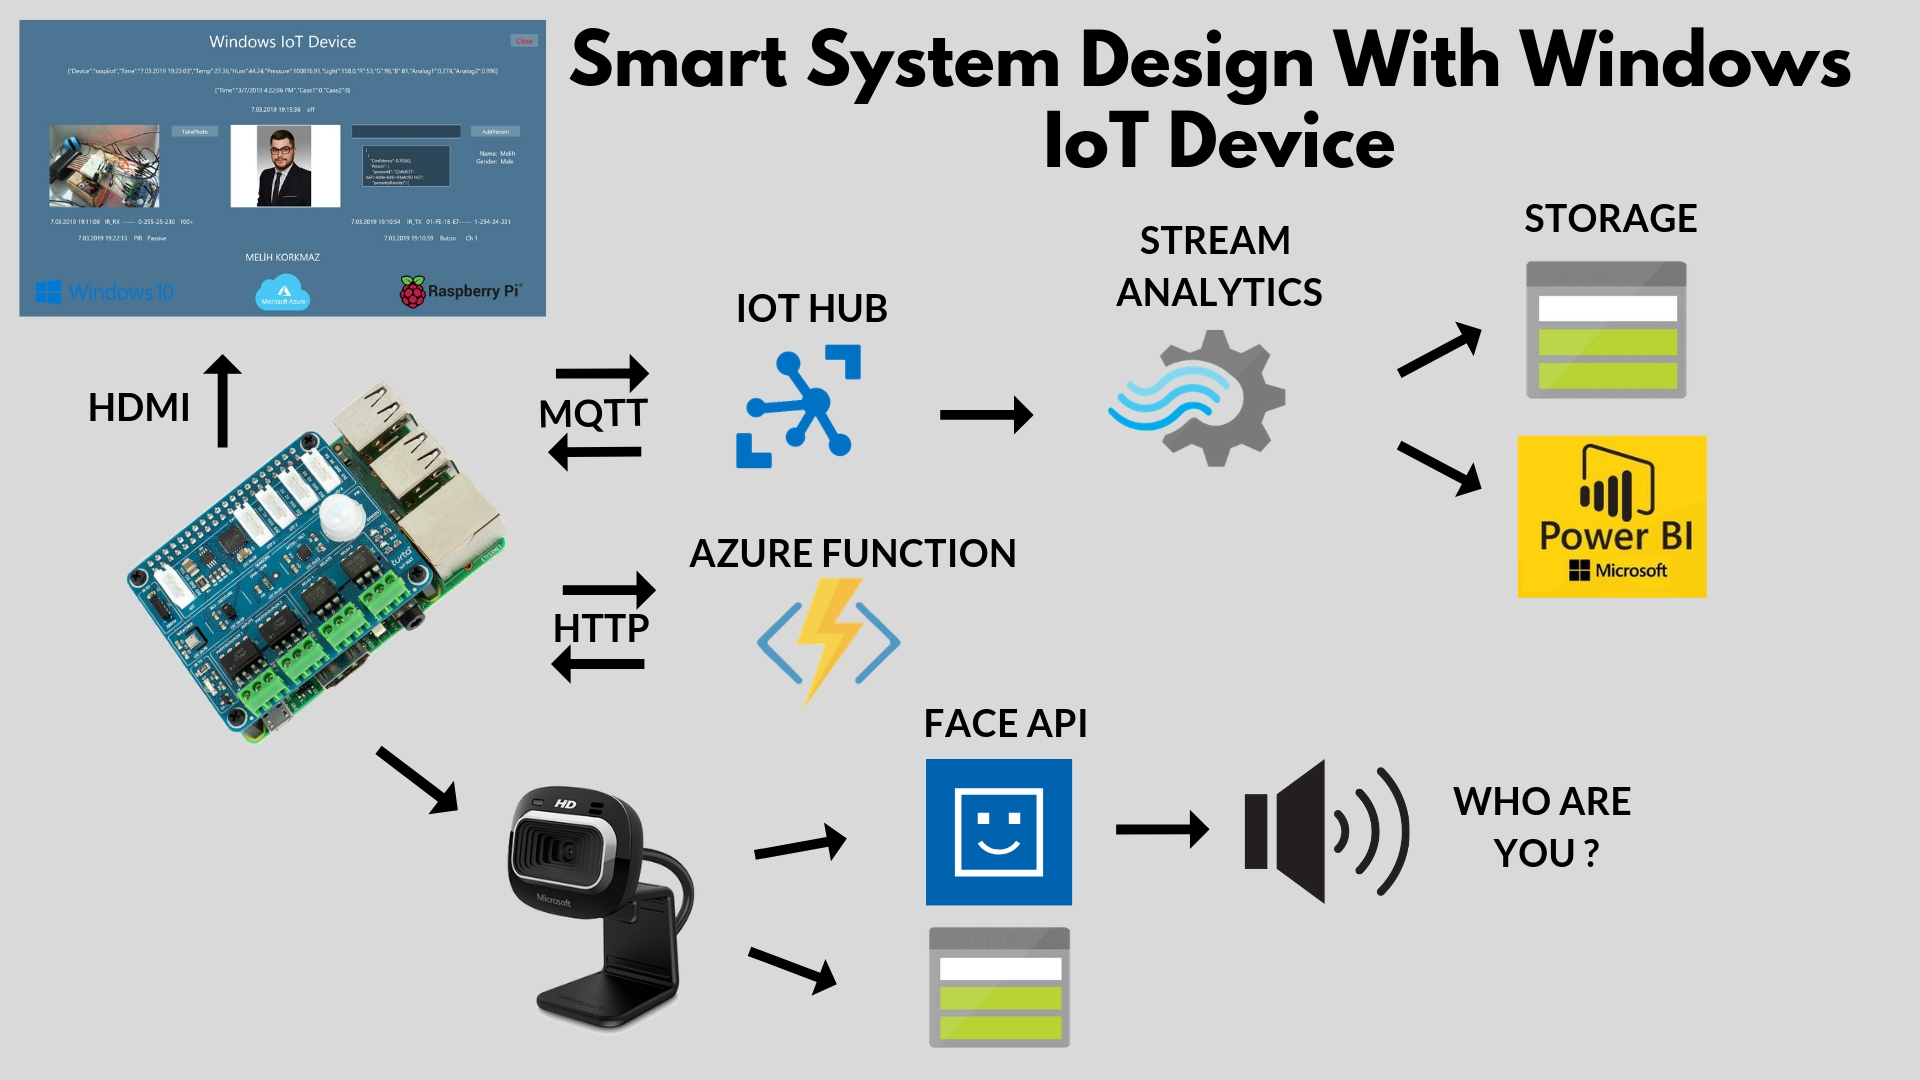 Windows IoT Device
Close
{"Device":"raspiiot","Time":"7.03.2019 19:23:03","Temp":27.36,"Hum":44.24,"Pressure":100816.91,"Light":158.0,"R":53,"G":90,"B":81,"Analog1":0.274,"Analog2":0.996}
{"Time":"3/7/2019 4:22:06 PM","Case1":0,"Case2":0}
7.03.2019 19:15:36 off
TakePhoto
AddPerson
"Confidence": 0.76063,
"Person": {
Name: Melih
Gender: Male
7.03.2019 19:11:08 IR_RX ------ 0-255-25-230 100+
7.03.2019 19:10:54 IR_TX 01-FE-18-E7------ 1-254-24-231
7.03.2019 19:22:13 PIR Passive
7.03.2019 19:10:59 Buton Ch 1
MELİH KORKMAZ
Windows 10
Microsoft Azure
Raspberry Pi
Smart System Design With Windows
IoT Device
HDMI
MQTT
IOT HUB
STREAM
ANALYTICS
STORAGE
Power BI
Microsoft
HTTP
AZURE FUNCTION
turta
ETHERNET
HD
Microsoft
Microsoft
FACE API
WHO ARE
YOU ?